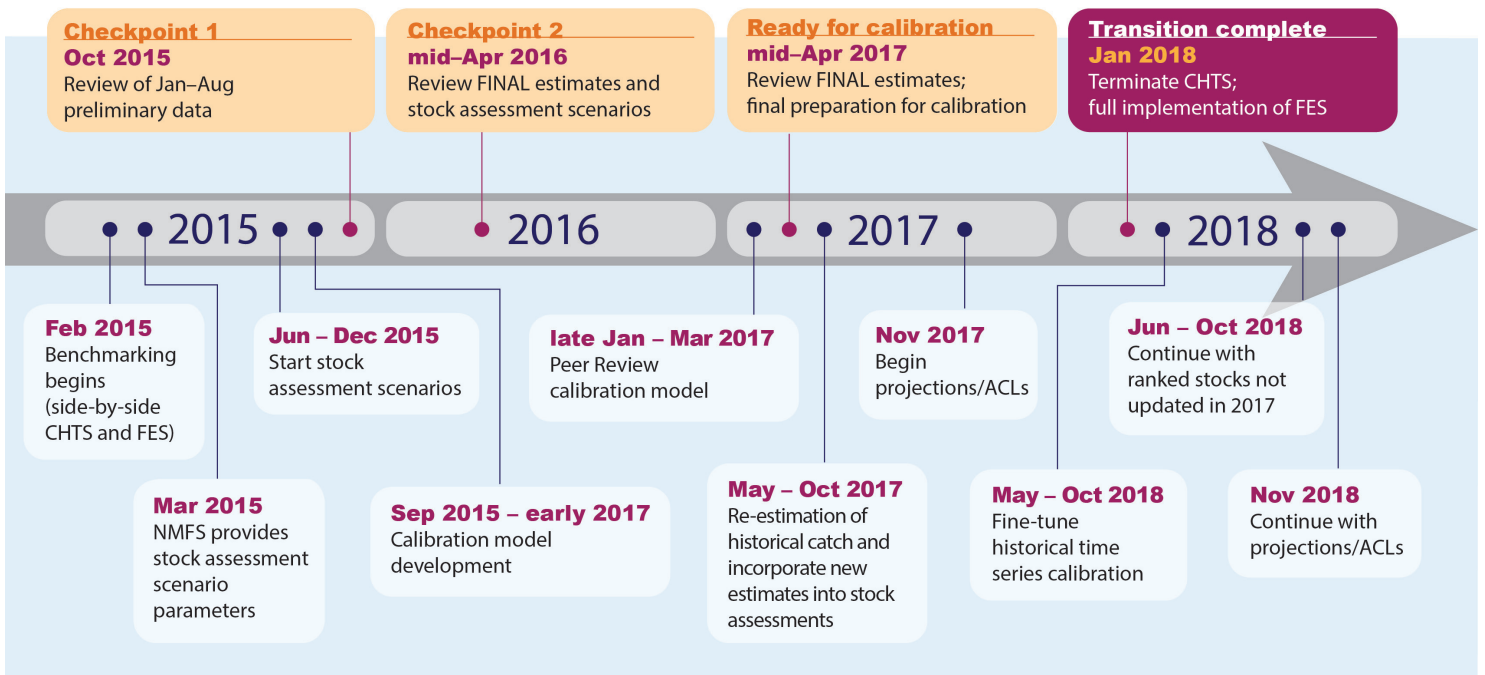 Checkpoint 1
Oct 2015
Review of Jan–Aug
preliminary data
Checkpoint 2
mid–Apr 2016
Review FINAL estimates and
stock assessment scenarios
Ready for calibration
mid–Apr 2017
Review FINAL estimates;
final preparation for calibration
Transition complete
Jan 2018
Terminate CHTS;
full implementation of FES
2015
2016
2017
2018
Feb 2015
Benchmarking
begins
(side-by-side
CHTS and FES)
Mar 2015
NMFS provides
stock assessment
scenario
parameters
Jun – Dec 2015
Start stock
assessment scenarios
Sep 2015 – early 2017
Calibration model
development
late Jan – Mar 2017
Peer Review
calibration model
May – Oct 2017
Re-estimation of
historical catch and
incorporate new
estimates into stock
assessments
Nov 2017
Begin
projections/ACLs
May – Oct 2018
Fine-tune
historical time
series calibration
Jun – Oct 2018
Continue with
ranked stocks not
updated in 2017
Nov 2018
Continue with
projections/ACLs